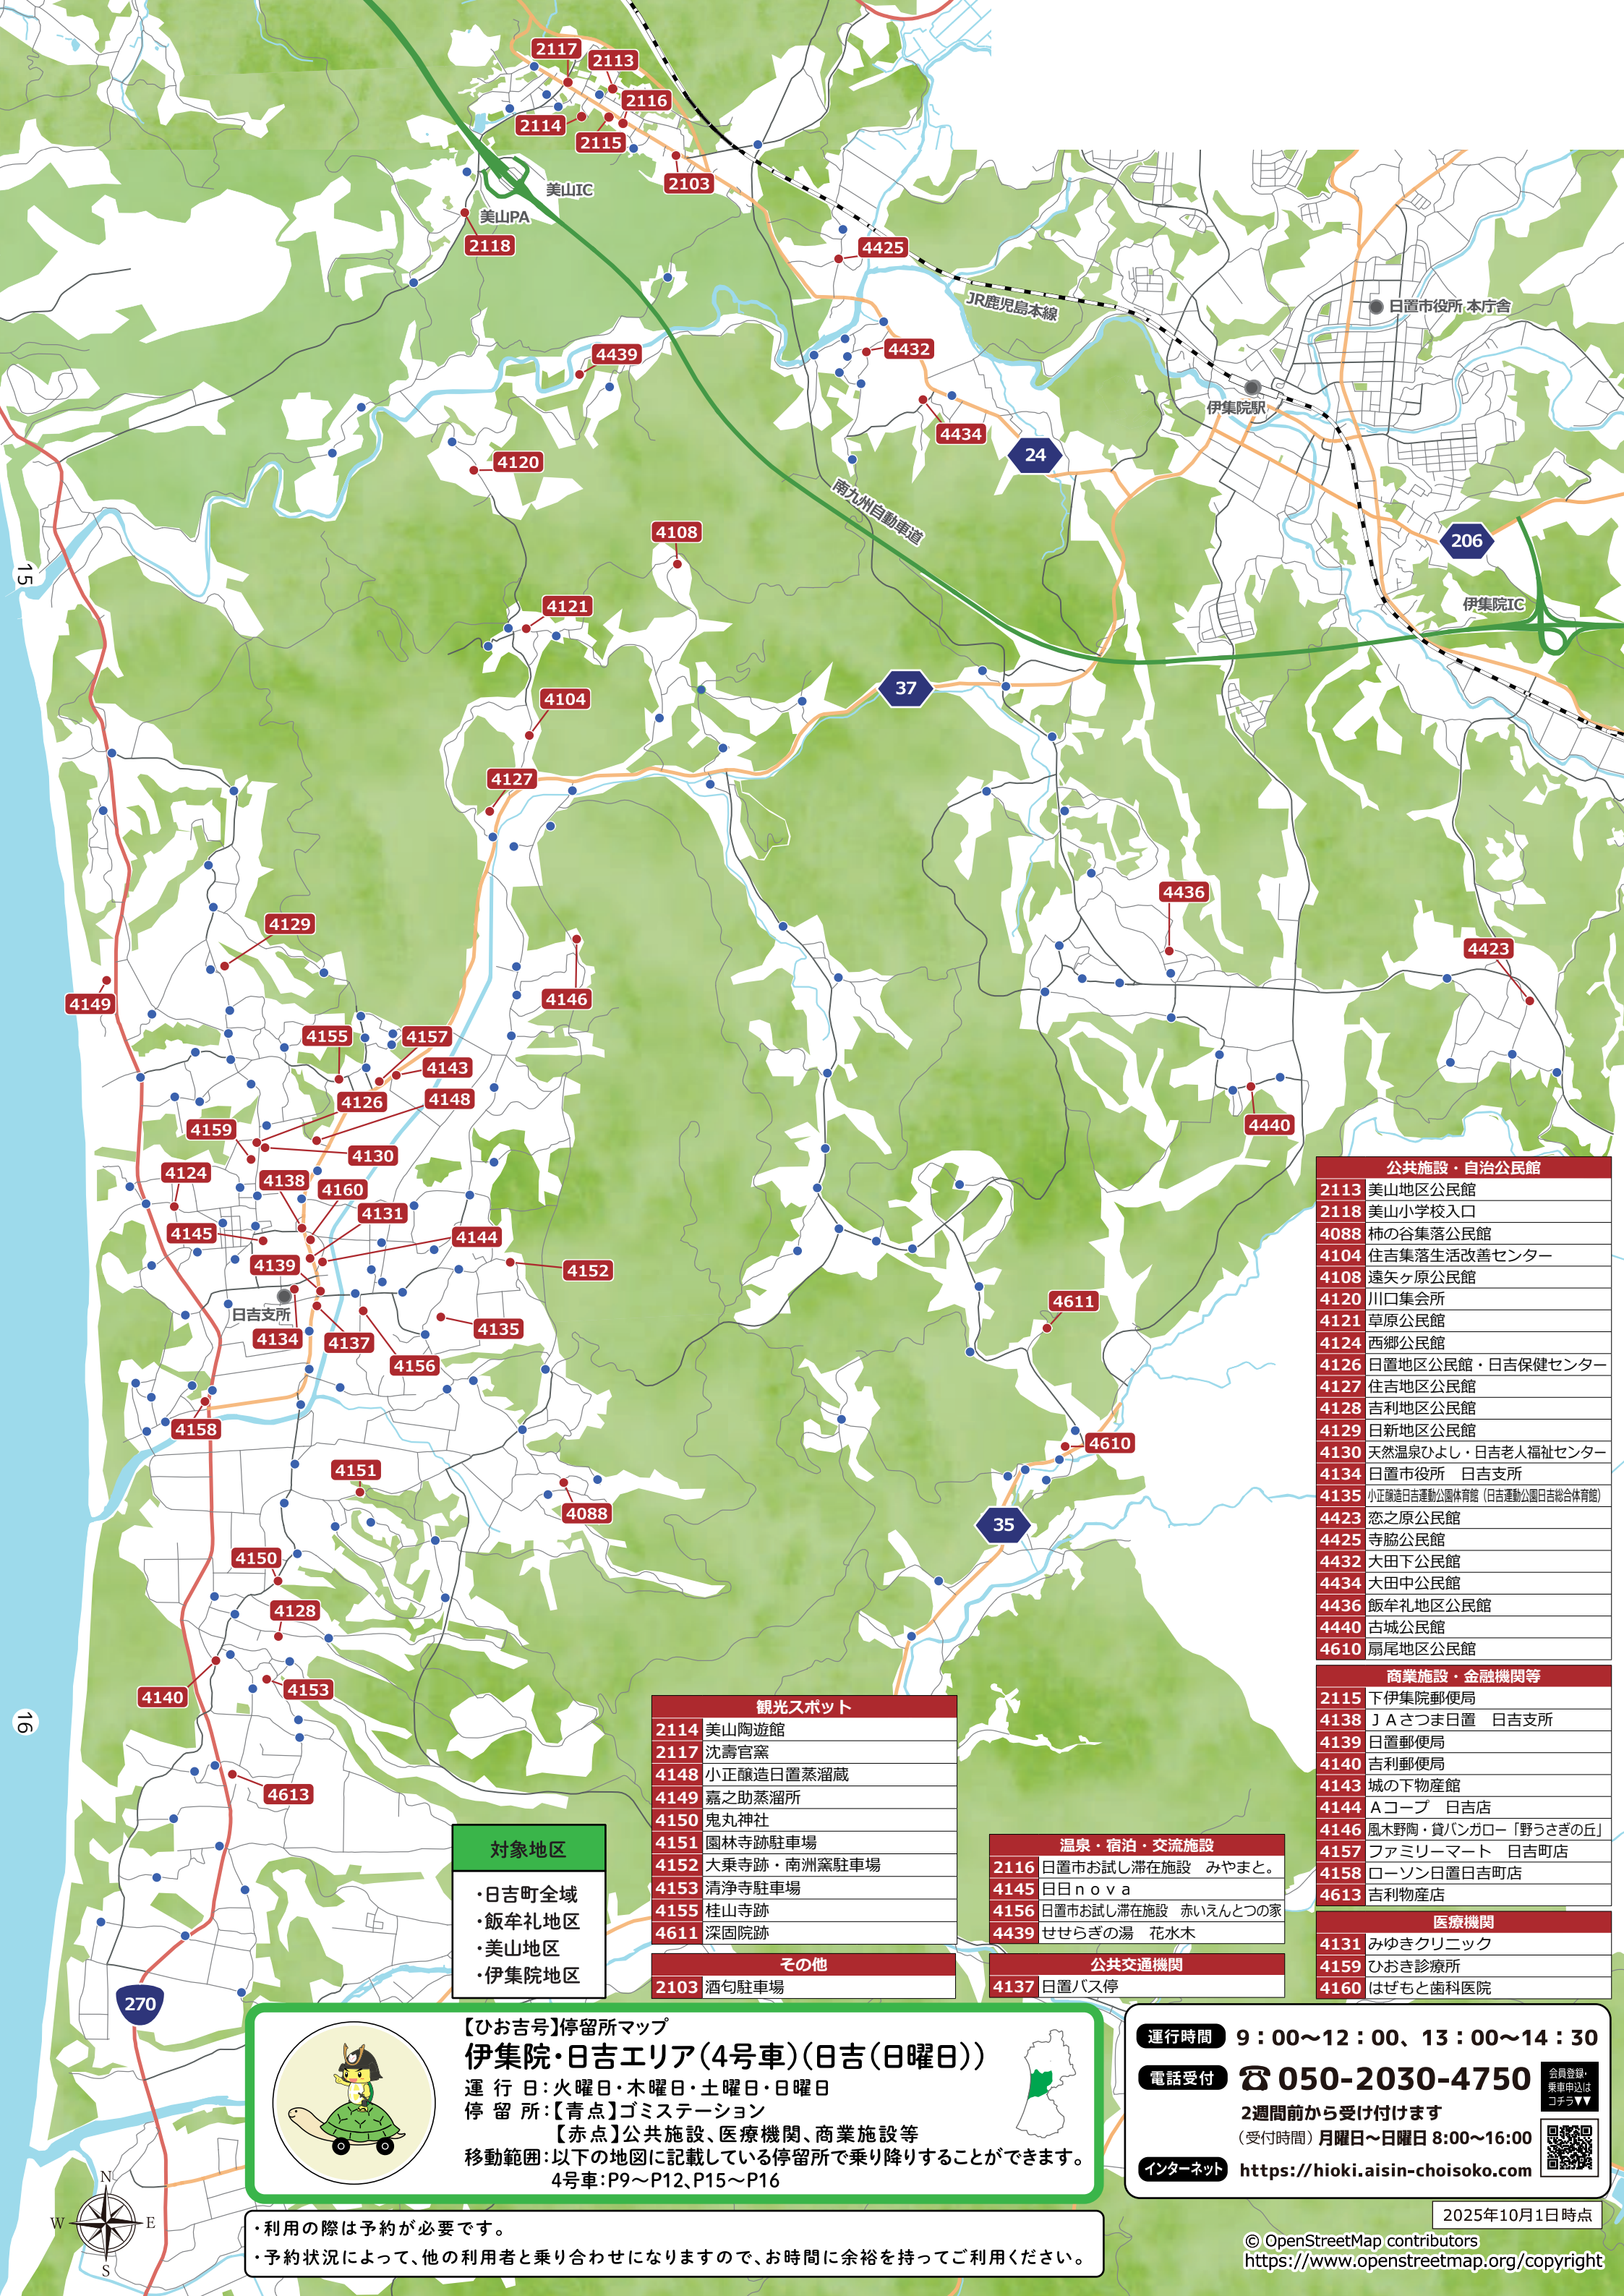 2117
2113
2116
2114
2115
2103
美山IC
美山PA
2118
4425
JR鹿児島本線
日置市役所 本庁舎
4432
4439
伊集院駅
4434
24
4120
南九州自動車道
4108
206
15
伊集院IC
4121
37
4104
4127
4436
4129
4423
4149
4146
4155
4157
4143
4126
4148
4159
4130
4440
4124
4138
4160
4131
4145
4144
4139
4152
日吉支所
4611
4134
4137
4135
4156
4158
4610
4151
4088
35
4150
4128
4140
4153
16
4613
270
公共施設・自治公民館
2113 美山地区公民館
2118 美山小学校入口
4088 柿の谷集落公民館
4104 住吉集落生活改善センター
4108 遠矢ヶ原公民館
4120 川口集会所
4121 草原公民館
4124 西郷公民館
4126 日置地区公民館・日吉保健センター
4127 住吉地区公民館
4128 吉利地区公民館
4129 日新地区公民館
4130 天然温泉ひよし・日吉老人福祉センター
4134 日置市役所　日吉支所
4135 小正醸造日吉運動公園体育館（日吉運動公園日吉総合体育館）
4423 恋之原公民館
4425 寺脇公民館
4432 大田下公民館
4434 大田中公民館
4436 飯牟礼地区公民館
4440 古城公民館
4610 扇尾地区公民館
商業施設・金融機関等
2115 下伊集院郵便局
4138 ＪＡさつま日置　日吉支所
4139 日置郵便局
4140 吉利郵便局
4143 城の下物産館
4144 Ａコープ　日吉店
4146 風木野陶・貸バンガロー「野うさぎの丘」
4157 ファミリーマート　日吉町店
4158 ローソン日置日吉町店
4613 吉利物産店
医療機関
4131 みゆきクリニック
4159 ひおき診療所
4160 はぜもと歯科医院
観光スポット
2114 美山陶遊館
2117 沈壽官窯
4148 小正醸造日置蒸溜蔵
4149 嘉之助蒸溜所
4150 鬼丸神社
4151 園林寺跡駐車場
4152 大乗寺跡・南洲窯駐車場
4153 清浄寺駐車場
4155 桂山寺跡
4611 深固院跡
その他
2103 酒匂駐車場
温泉・宿泊・交流施設
2116 日置市お試し滞在施設　みやまと。
4145 日日ｎｏｖａ
4156 日置市お試し滞在施設　赤いえんとつの家
4439 せせらぎの湯　花水木
公共交通機関
4137 日置バス停
対象地区
・日吉町全域
・飯牟礼地区
・美山地区
・伊集院地区
【ひお吉号】停留所マップ
伊集院・日吉エリア（4号車）（日吉（日曜日））
運 行 日：火曜日・木曜日・土曜日・日曜日
停 留 所：【青点】ゴミステーション
【赤点】公共施設、医療機関、商業施設等
移動範囲：以下の地図に記載している停留所で乗り降りすることができます。
4号車：P9～P12、P15～P16
運行時間 9：00～12：00、13：00～14：30
電話受付 ☎ 050-2030-4750
2週間前から受け付けます
（受付時間）月曜日～日曜日 8:00～16:00
会員登録・
乗車申込は
コチラ▼▼
インターネット https://hioki.aisin-choisoko.com
N
W E
S
・利用の際は予約が必要です。
・予約状況によって、他の利用者と乗り合わせになりますので、お時間に余裕を持ってご利用ください。
2025年10月1日時点
© OpenStreetMap contributors
https://www.openstreetmap.org/copyright